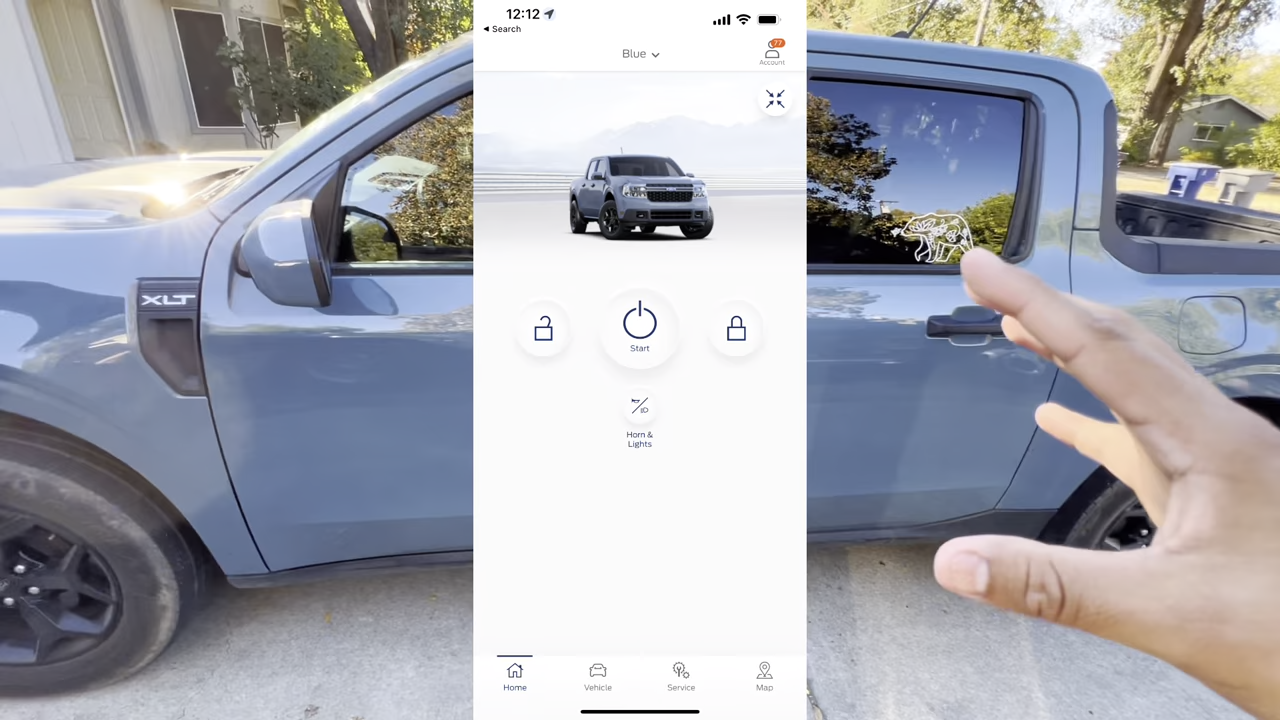 XLT
12:12
◀ Search
Blue
77
Account
Start
Horn &
Lights
Home
Vehicle
Service
Map